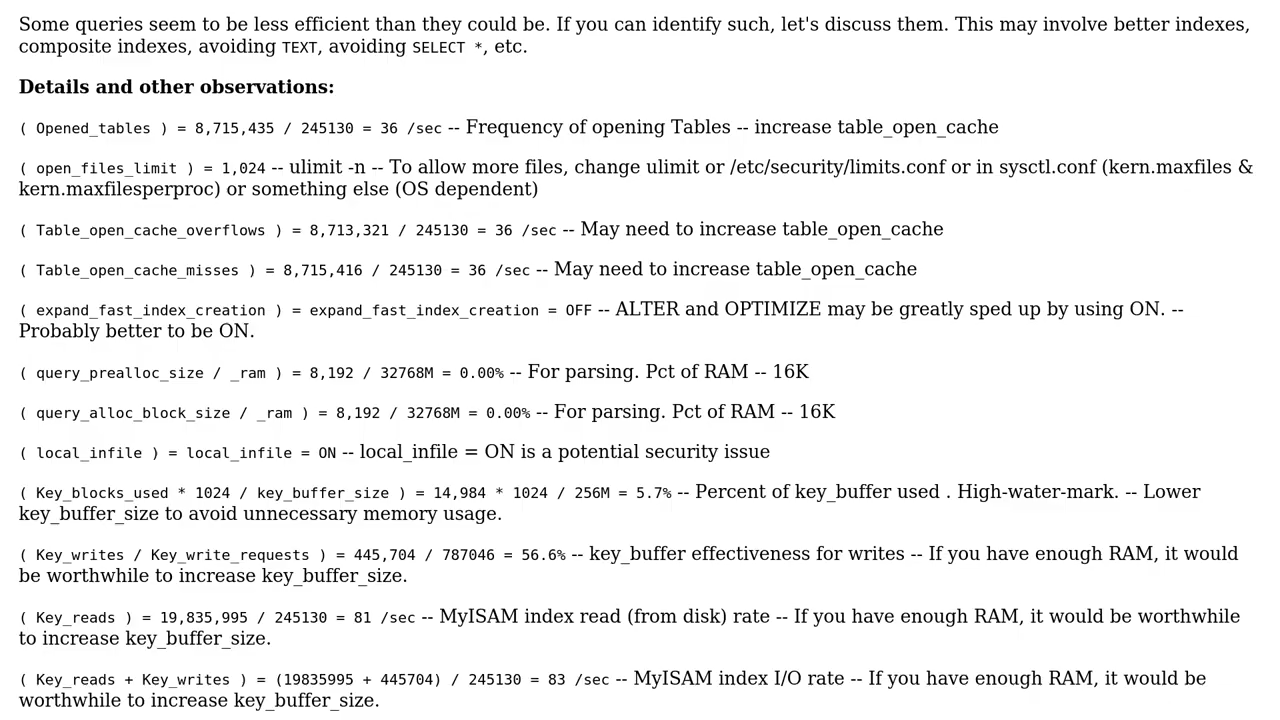 Some queries seem to be less efficient than they could be. If you can identify such, let's discuss them. This may involve better indexes,
composite indexes, avoiding TEXT, avoiding SELECT *, etc.
Details and other observations:
( Opened_tables ) = 8,715,435 / 245130 = 36 /sec -- Frequency of opening Tables -- increase table_open_cache
( open_files_limit ) = 1,024 -- ulimit -n -- To allow more files, change ulimit or /etc/security/limits.conf or in sysctl.conf (kern.maxfiles &
kern.maxfilesperproc) or something else (OS dependent)
( Table_open_cache_overflows ) = 8,713,321 / 245130 = 36 /sec -- May need to increase table_open_cache
( Table_open_cache_misses ) = 8,715,416 / 245130 = 36 /sec -- May need to increase table_open_cache
( expand_fast_index_creation ) = expand_fast_index_creation = OFF -- ALTER and OPTIMIZE may be greatly sped up by using ON. --
Probably better to be ON.
( query_prealloc_size / _ram ) = 8,192 / 32768M = 0.00% -- For parsing. Pct of RAM -- 16K
( query_alloc_block_size / _ram ) = 8,192 / 32768M = 0.00% -- For parsing. Pct of RAM -- 16K
( local_infile ) = local_infile = ON -- local_infile = ON is a potential security issue
( Key_blocks_used * 1024 / key_buffer_size ) = 14,984 * 1024 / 256M = 5.7% -- Percent of key_buffer used . High-water-mark. -- Lower
key_buffer_size to avoid unnecessary memory usage.
( Key_writes / Key_write_requests ) = 445,704 / 787046 = 56.6% -- key_buffer effectiveness for writes -- If you have enough RAM, it would
be worthwhile to increase key_buffer_size.
( Key_reads ) = 19,835,995 / 245130 = 81 /sec -- MyISAM index read (from disk) rate -- If you have enough RAM, it would be worthwhile
to increase key_buffer_size.
( Key_reads + Key_writes ) = (19835995 + 445704) / 245130 = 83 /sec -- MyISAM index I/O rate -- If you have enough RAM, it would be
worthwhile to increase key_buffer_size.